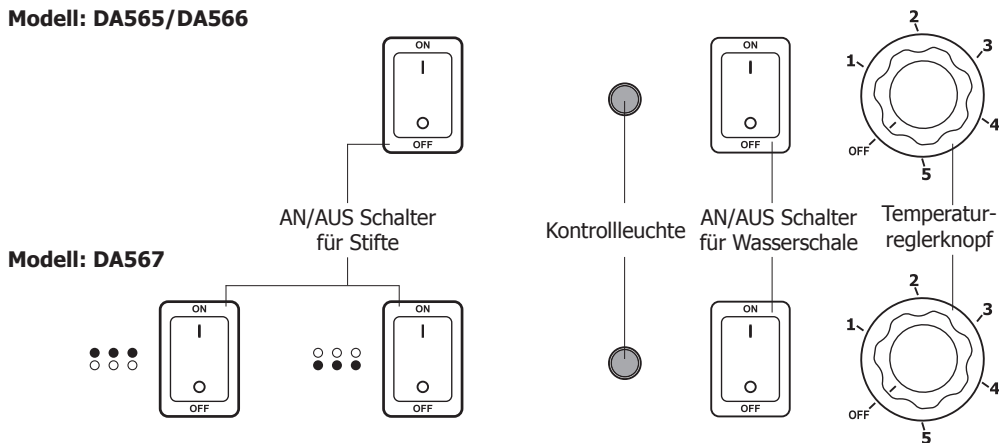 Modell: DA565/DA566
ON
I
O
OFF
ON
I
O
OFF
OFF
1
2
3
4
5
AN/AUS Schalter
für Stifte
Kontrollleuchte
AN/AUS Schalter
für Wasserschale
Temperatur-
reglerknopf
Modell: DA567
ON
I
O
OFF
ON
I
O
OFF
ON
I
O
OFF
OFF
1
2
3
4
5